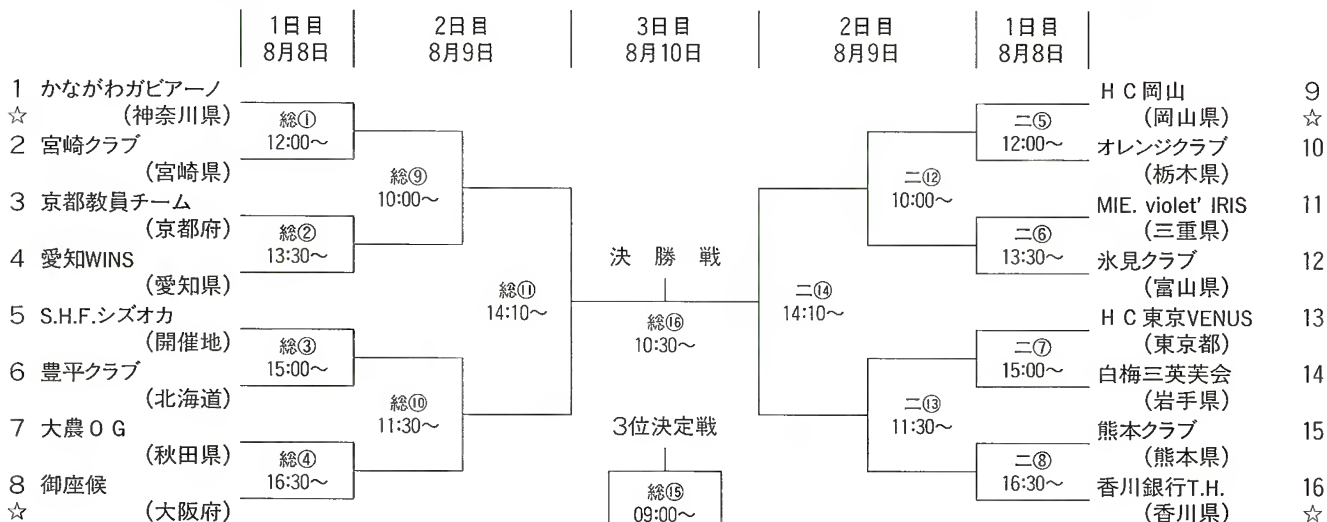 1日目 2日目 3日目 2日目 1日目
8月8日 8月9日 8月10日 8月9日 8月8日
1 かながわガビアーノ
☆ (神奈川県)
総①
12:00～
2 宮崎クラブ
(宮崎県)
総⑨
10:00～
3 京都教員チーム
(京都府)
総②
13:30～
4 愛知WINS
(愛知県)
総⑪
14:10～
5 S.H.F.シズオカ
(開催地)
総③
15:00～
6 豊平クラブ
(北海道)
総⑩
11:30～
7 大農OG
(秋田県)
総④
16:30～
8 御座候
☆ (大阪府)
決勝戦
総⑯
10:30～
3位決定戦
総⑮
09:00～
HC岡山 9
(岡山県) ☆
二⑤
12:00～
オレンジクラブ 10
(栃木県)
二⑫
10:00～
MIE. violet' IRIS 11
(三重県)
二⑥
13:30～
氷見クラブ 12
(富山県)
二⑭
14:10～
HC東京VENUS 13
(東京都)
二⑦
15:00～
白梅三英芙会 14
(岩手県)
二⑬
11:30～
熊本クラブ 15
(熊本県)
二⑧
16:30～
香川銀行T.H. 16
(香川県) ☆